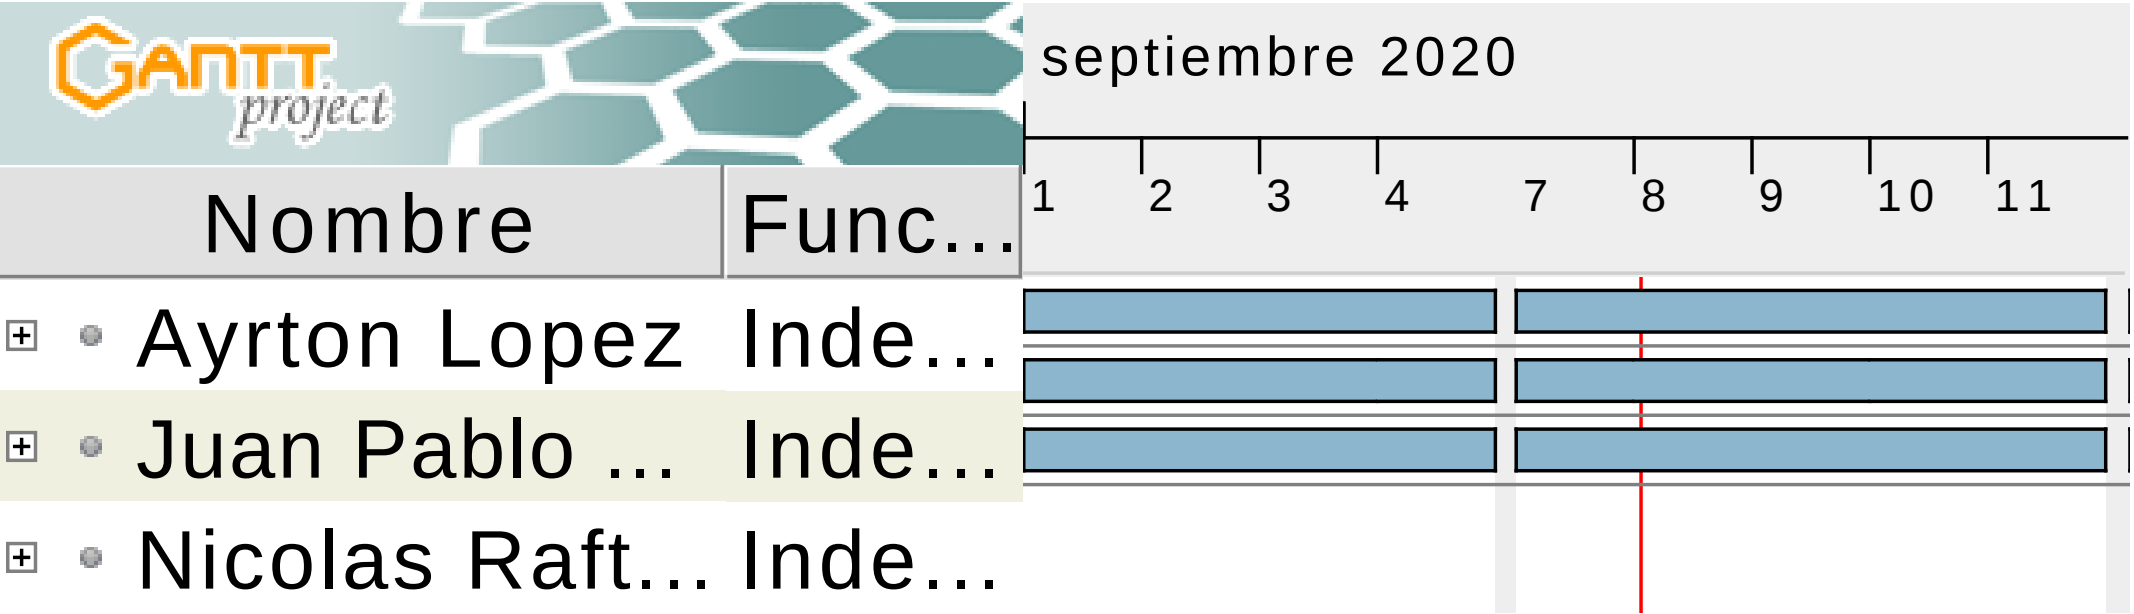 GANTT
project
septiembre 2020
1 2 3 4 7 8 9 10 11
Nombre Func...
Ayrton Lopez Inde...
Juan Pablo ... Inde...
Nicolas Raft... Inde...